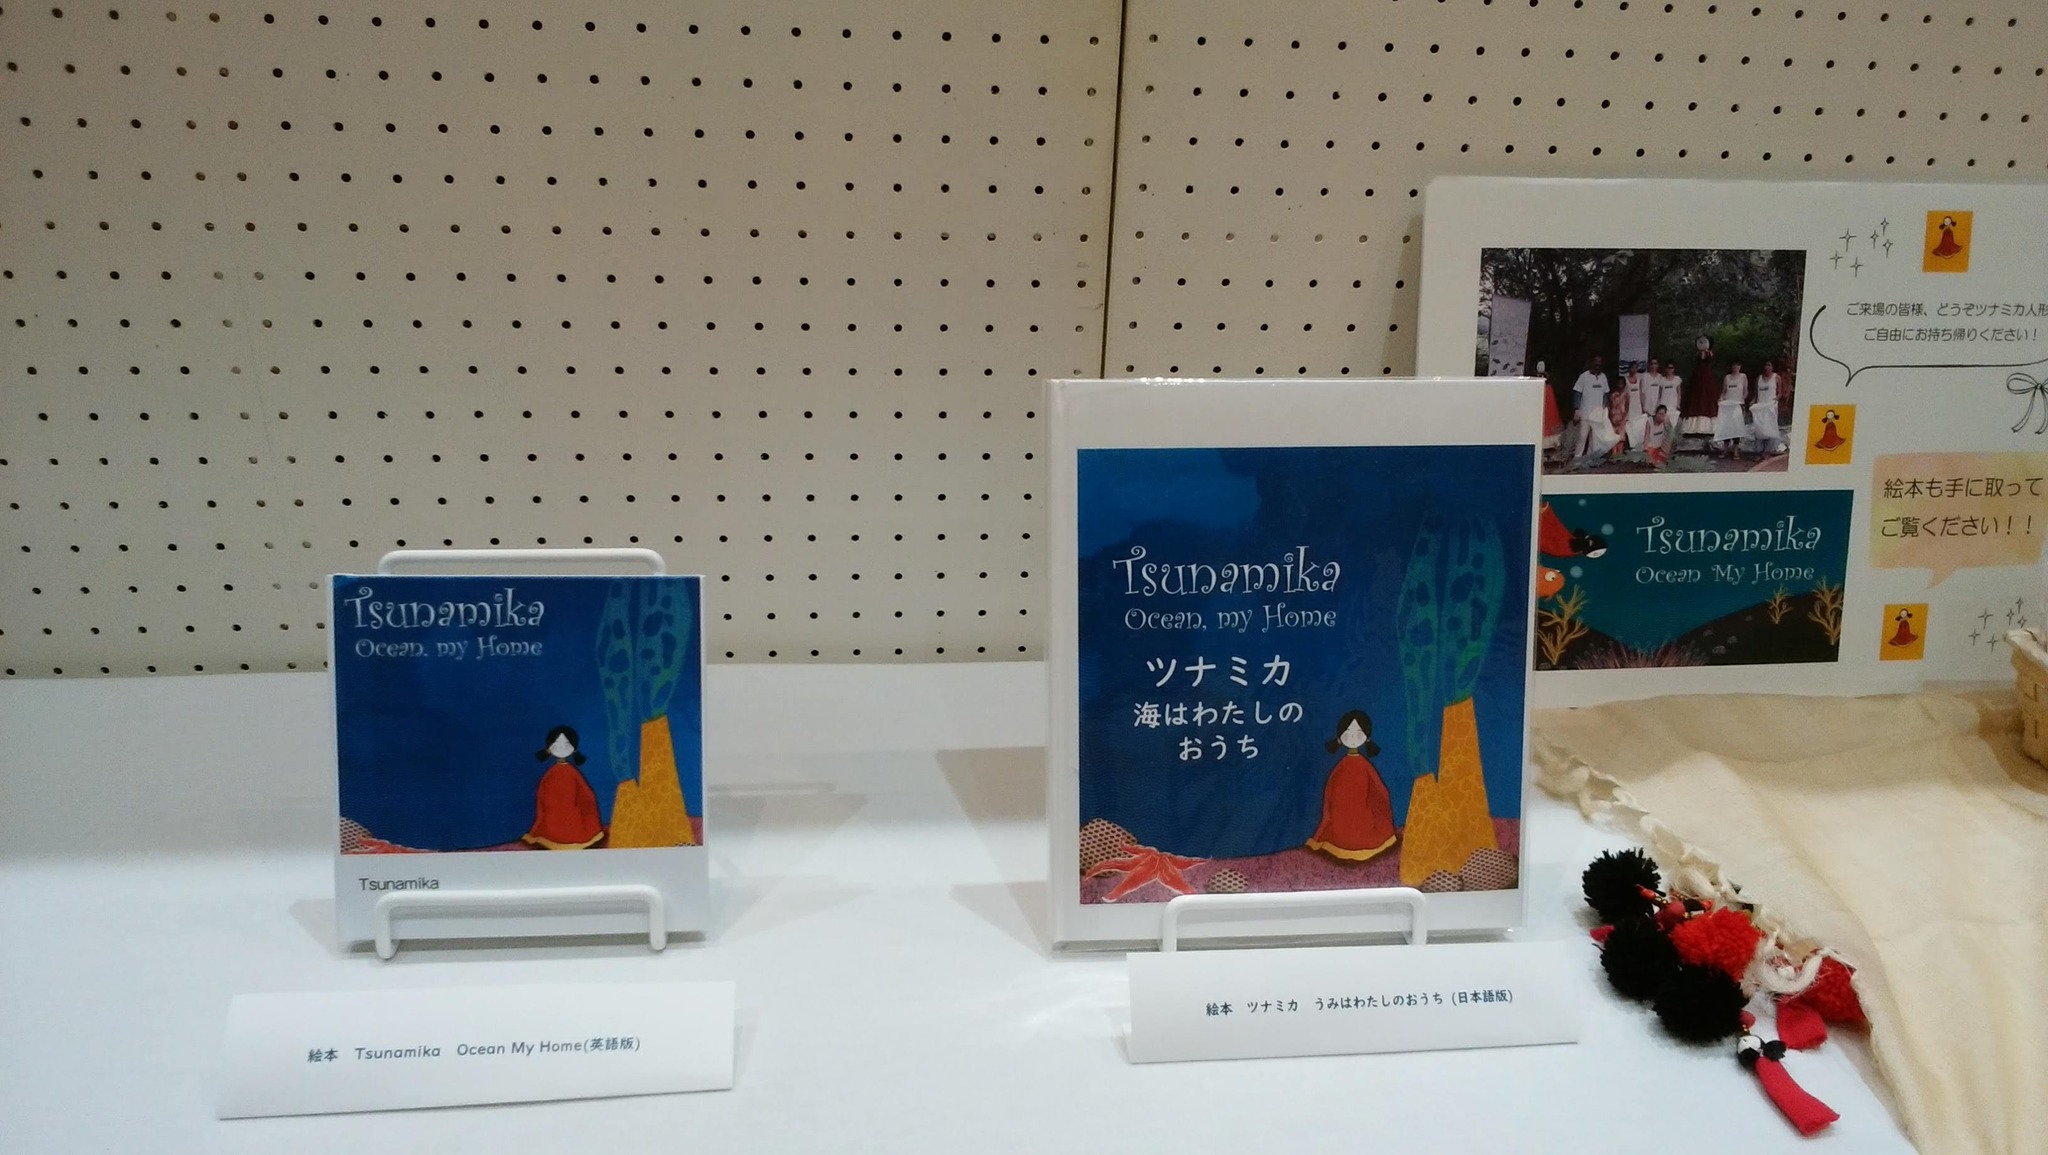 Tsunamika
Ocean, my Home
Tsunamika
絵本 Tsunamika Ocean My Home(英語版)
Tsunamika
Ocean, my Home
ツナミカ
海はわたしの
おうち
絵本 ツナミカ うみはわたしのおうち (日本語版)
ご来場の皆様、どうぞツナミカ人形
ご自由にお持ち帰りください！
絵本も手に取って
ご覧ください！！
Tsunamika
Ocean My Home